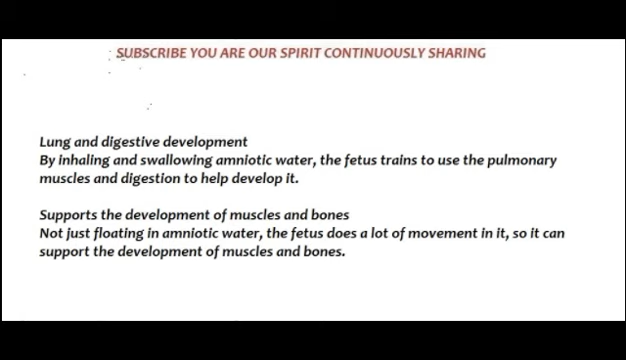 SUBSCRIBE YOU ARE OUR SPIRIT CONTINUOUSLY SHARING
Lung and digestive development
By inhaling and swallowing amniotic water, the fetus trains to use the pulmonary
muscles and digestion to help develop it.
Supports the development of muscles and bones
Not just floating in amniotic water, the fetus does a lot of movement in it, so it can
support the development of muscles and bones.